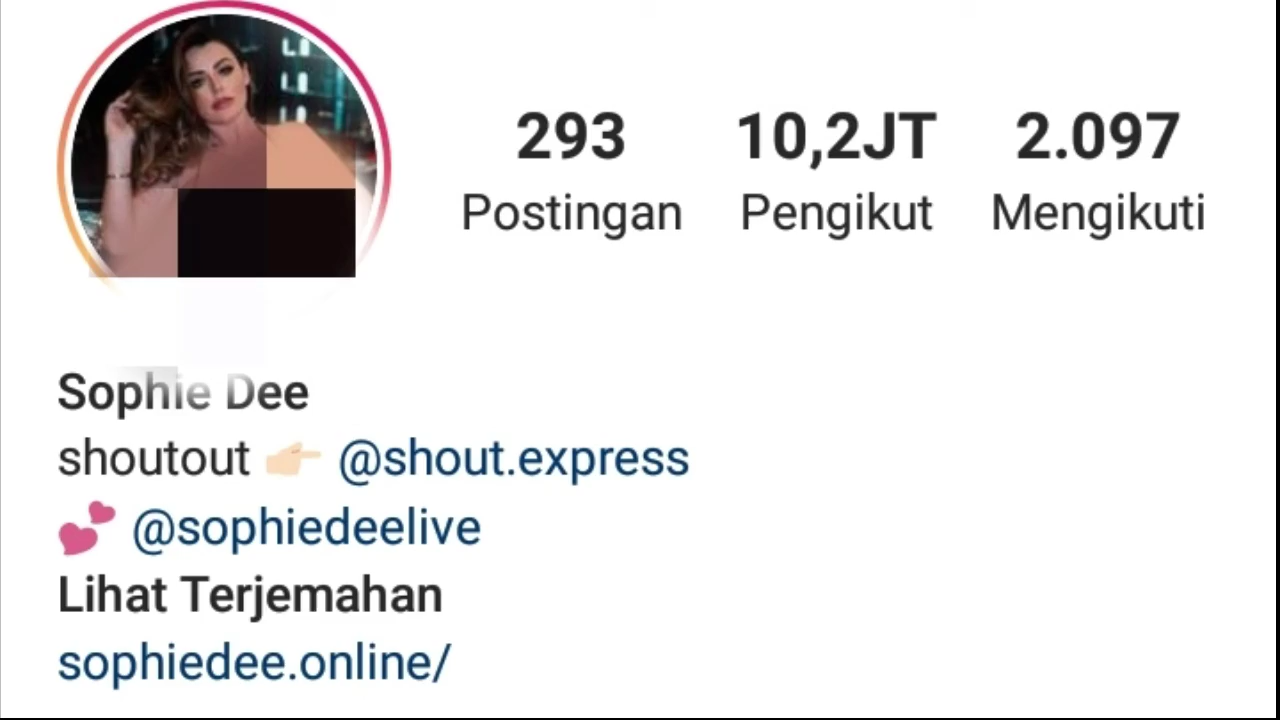 293 10,2JT 2.097
Postingan Pengikut Mengikuti
Sophie Dee
shoutout 👉🏻 @shout.express
💕 @sophiedeelive
Lihat Terjemahan
sophiedee.online/